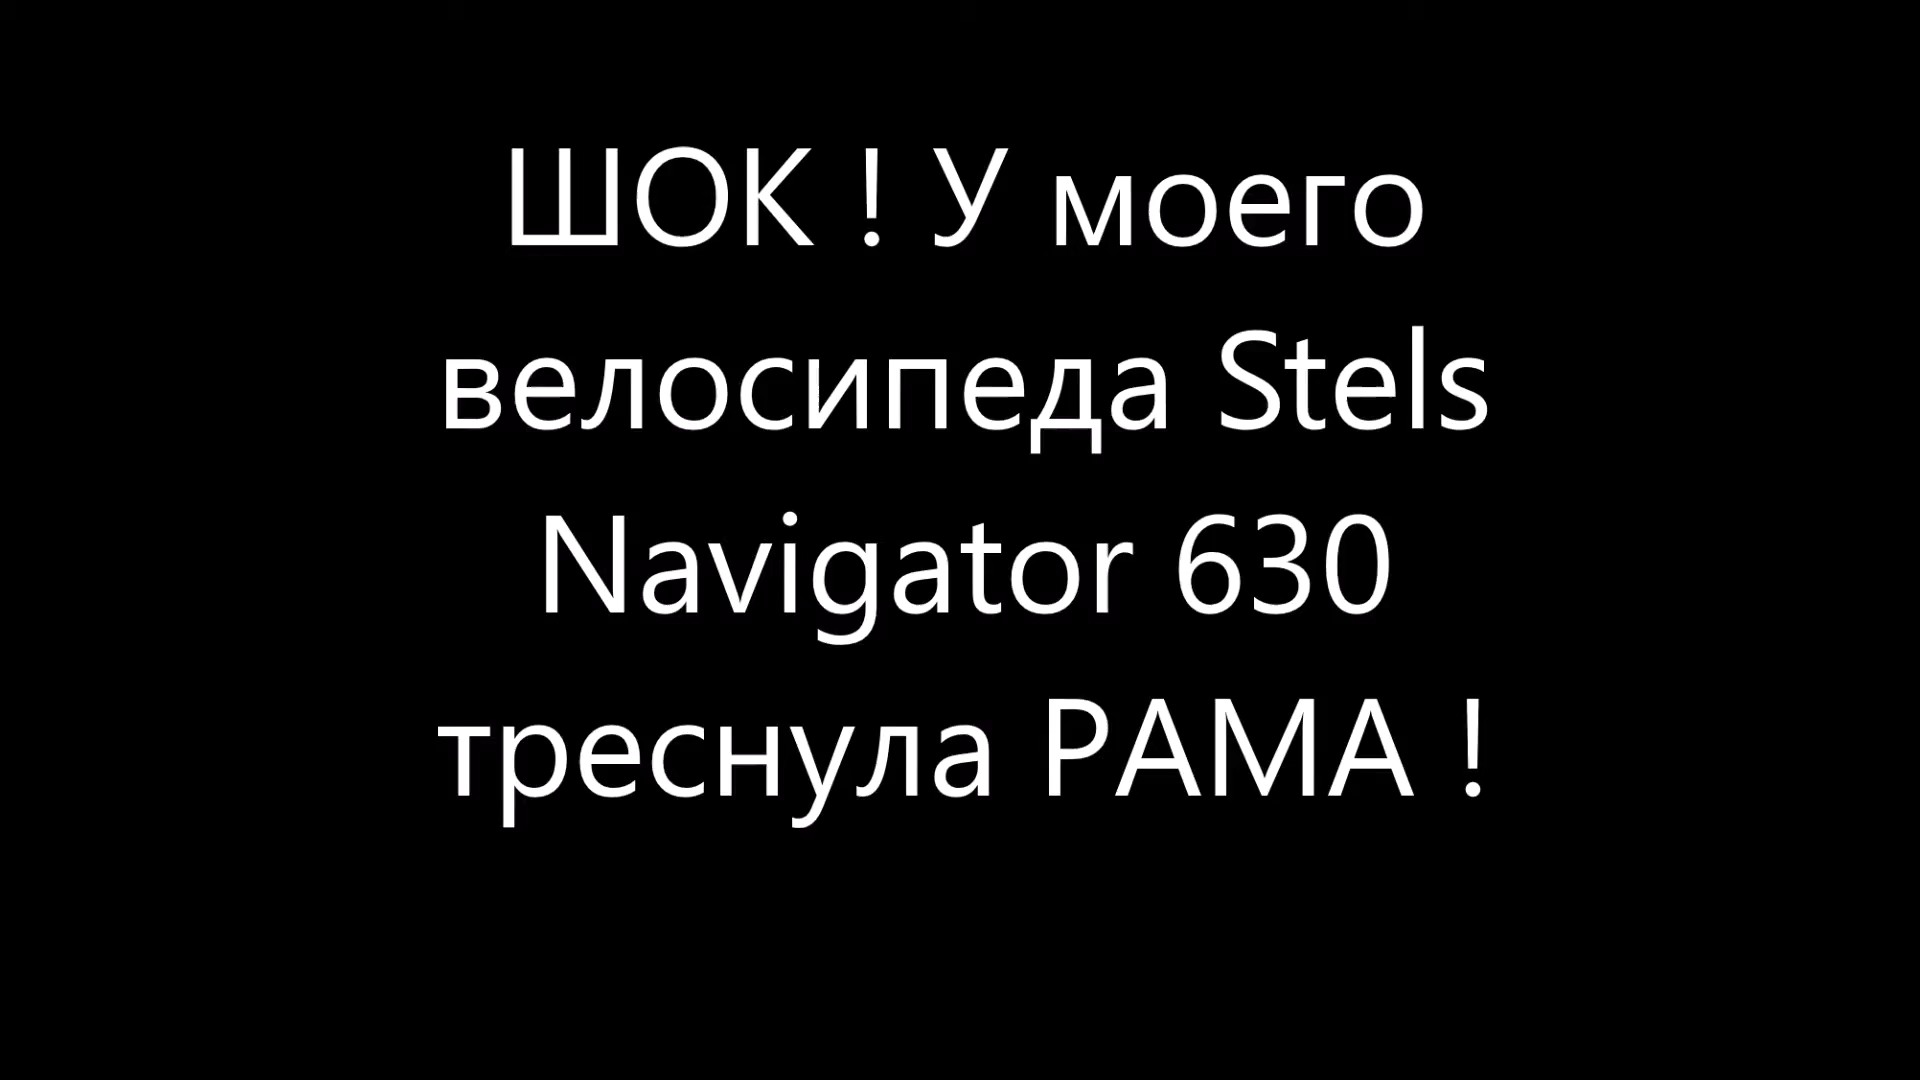 ШОК ! У моего
велосипеда Stels
Navigator 630
треснула РАМА !